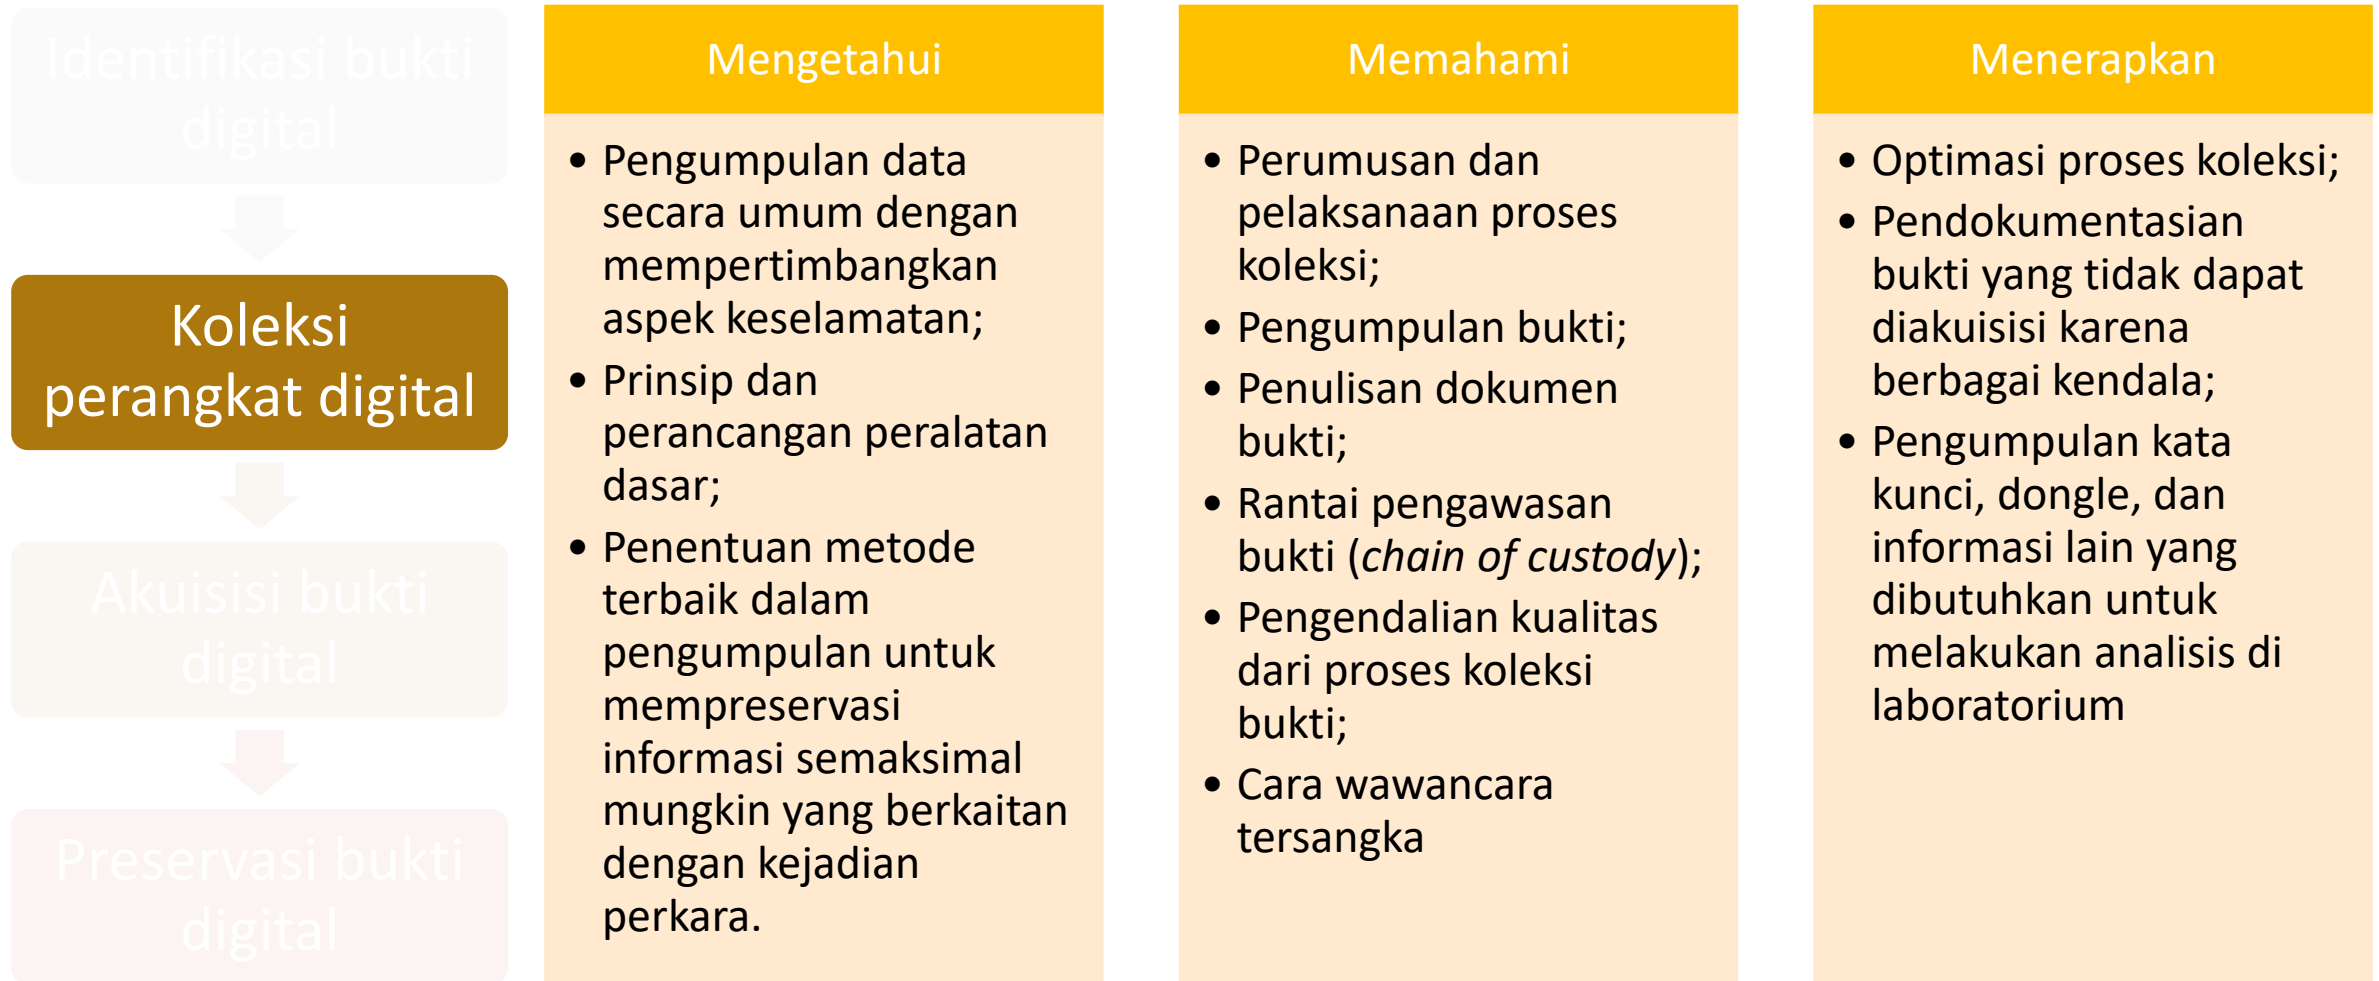 Identifikasi bukti
digital
Koleksi
perangkat digital
Akuisisi bukti
digital
Preservasi bukti
digital
Mengetahui
• Pengumpulan data
secara umum dengan
mempertimbangkan
aspek keselamatan;
• Prinsip dan
perancangan peralatan
dasar;
• Penentuan metode
terbaik dalam
pengumpulan untuk
mempreservasi
informasi semaksimal
mungkin yang berkaitan
dengan kejadian
perkara.
Memahami
• Perumusan dan
pelaksanaan proses
koleksi;
• Pengumpulan bukti;
• Penulisan dokumen
bukti;
• Rantai pengawasan
bukti (chain of custody);
• Pengendalian kualitas
dari proses koleksi
bukti;
• Cara wawancara
tersangka
Menerapkan
• Optimasi proses koleksi;
• Pendokumentasian
bukti yang tidak dapat
diakuisisi karena
berbagai kendala;
• Pengumpulan kata
kunci, dongle, dan
informasi lain yang
dibutuhkan untuk
melakukan analisis di
laboratorium